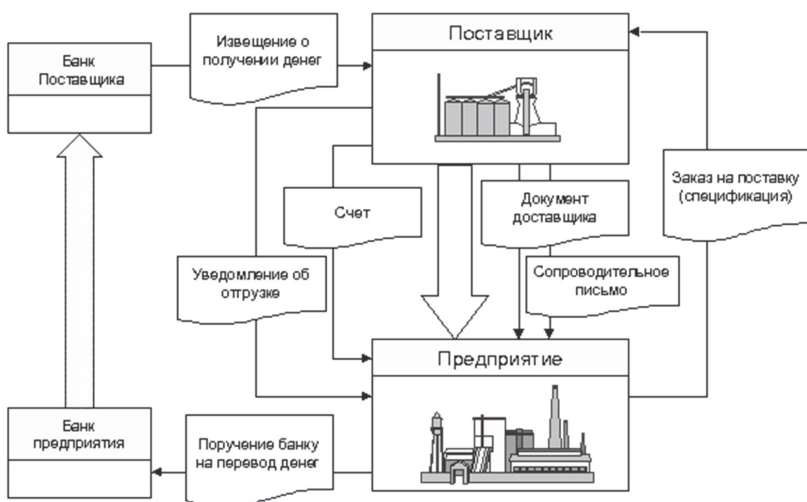 Банк
Поставщика
Извещение о
получении денег
Поставщик
Заказ на поставку
(спецификация)
Счет
Документ
доставщика
Уведомление об
отгрузке
Сопроводительное
письмо
Предприятие
Банк
предприятия
Поручение банку
на перевод денег